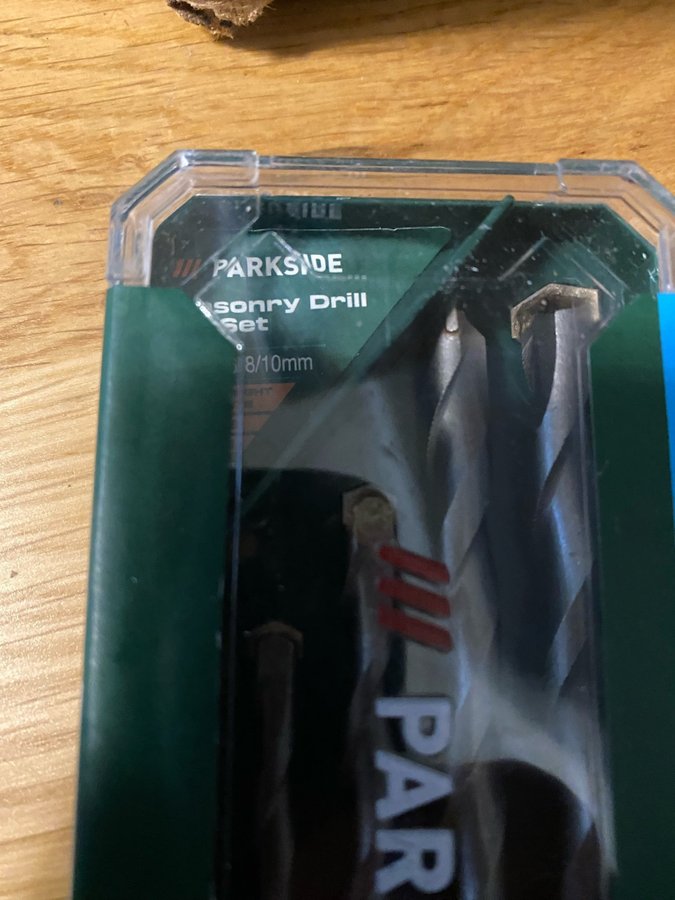 PARKSIDE
sonry Drill
Set
8/10mm
PAR